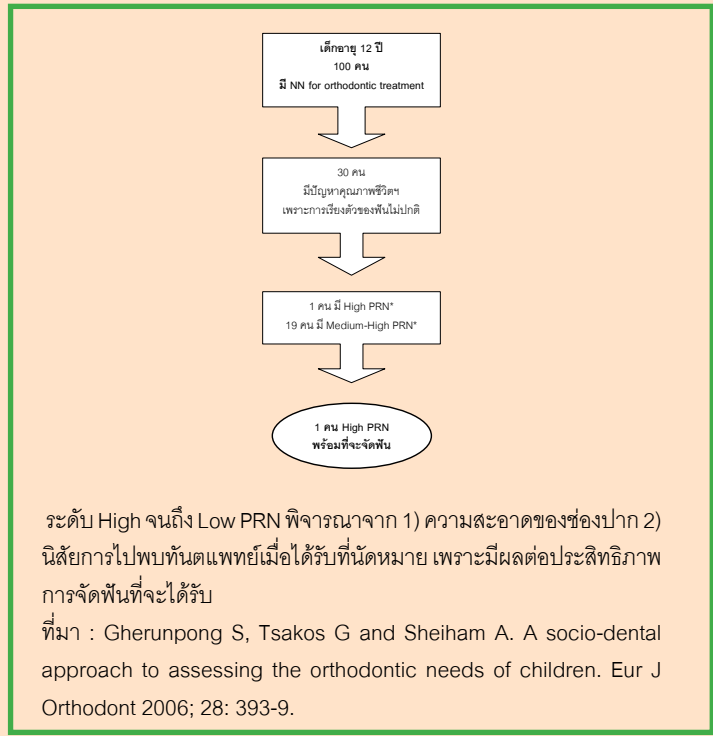 เด็กอายุ 12 ปี
100 คน
มี NN for orthodontic treatment
30 คน
มีปัญหาคุณภาพชีวิตฯ
เพราะการเรียงตัวของฟันไม่ปกติ
1 คน มี High PRN*
19 คน มี Medium-High PRN*
1 คน High PRN
พร้อมที่จะจัดฟัน
ระดับ High จนถึง Low PRN พิจารณาจาก 1) ความสะอาดของช่องปาก 2)
นิสัยการไปพบทันตแพทย์เมื่อได้รับที่นัดหมาย เพราะมีผลต่อประสิทธิภาพ
การจัดฟันที่จะได้รับ
ที่มา : Gherunpong S, Tsakos G and Sheiham A. A socio-dental
approach to assessing the orthodontic needs of children. Eur J
Orthodont 2006; 28: 393-9.